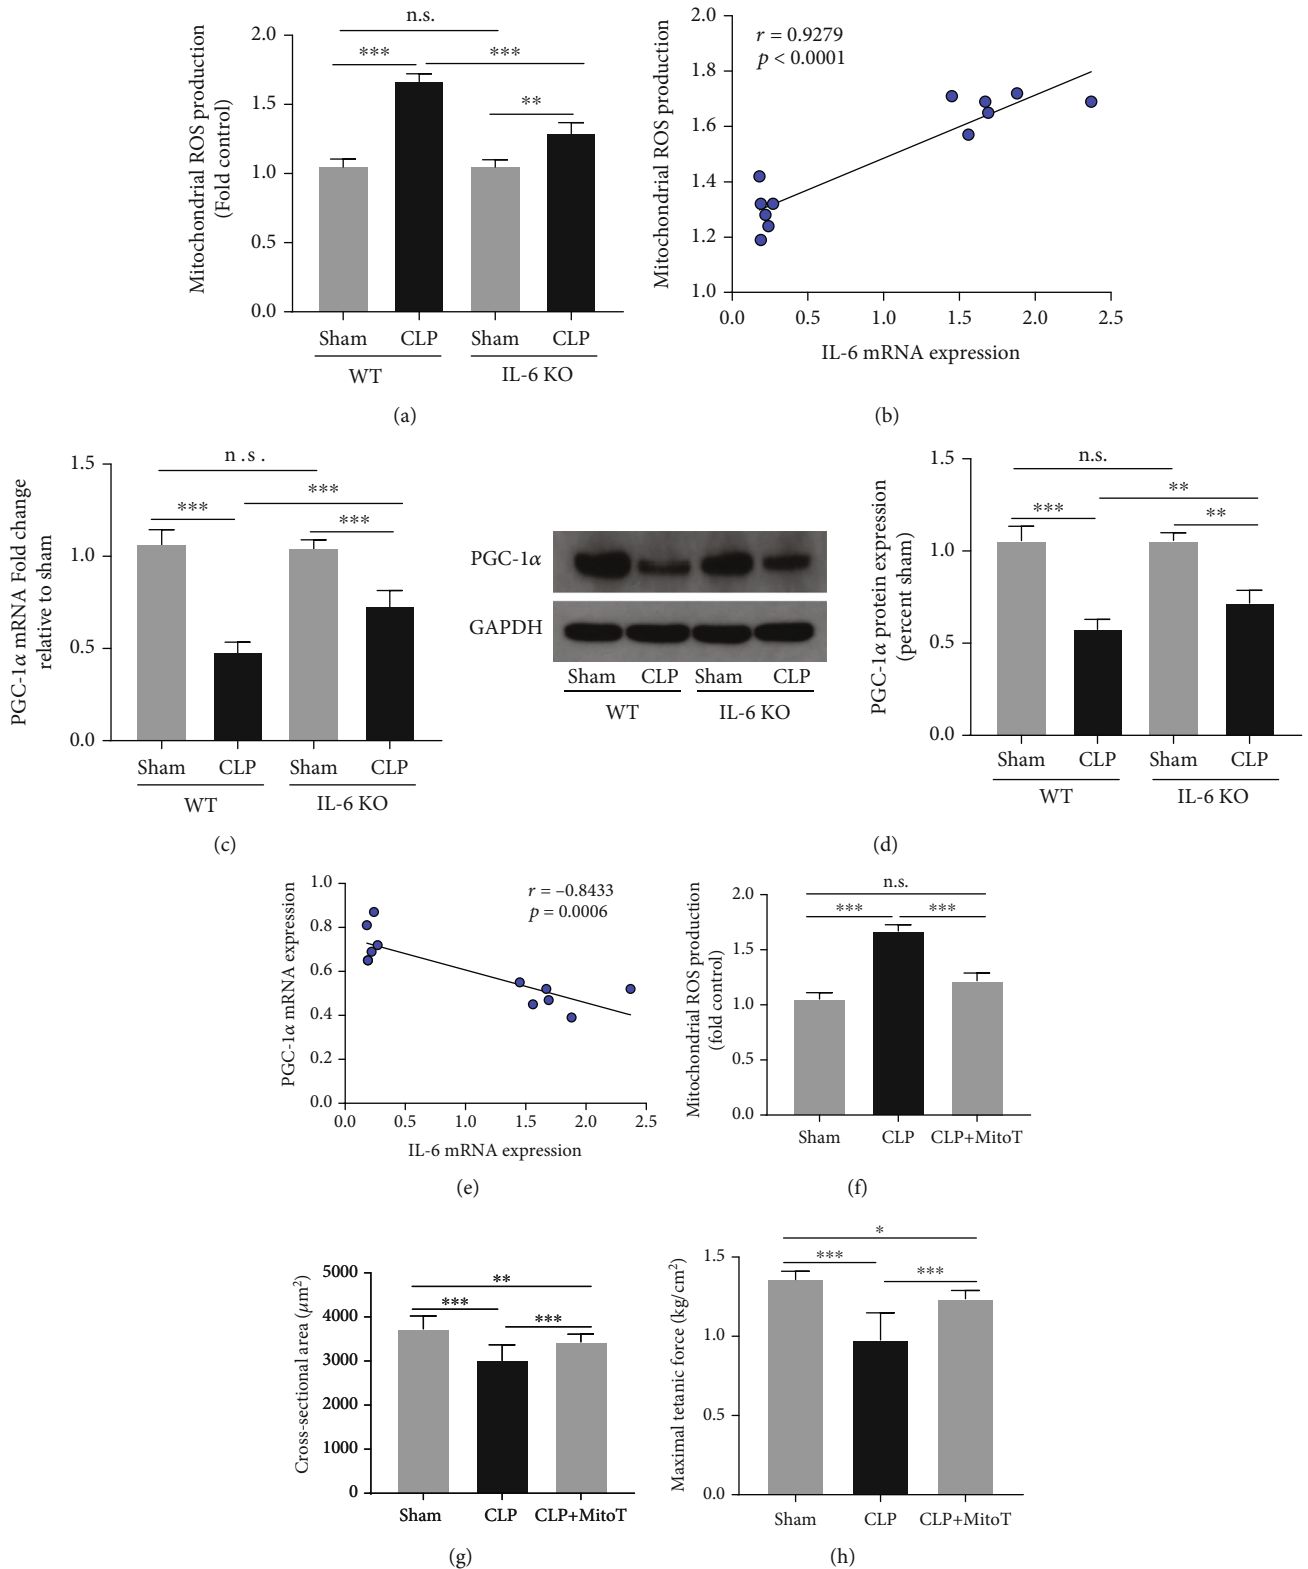 n.s.
*** ***
**
Mitochondrial ROS production
(Fold control)
2.0
1.5
1.0
0.5
0.0
Sham CLP Sham CLP
WT IL-6 KO
(a)
r = 0.9279
p < 0.0001
Mitochondrial ROS production
2.0
1.8
1.6
1.4
1.2
1.0
0.0 0.5 1.0 1.5 2.0 2.5
IL-6 mRNA expression
(b)
n.s.
***
*** ***
PGC-1α mRNA Fold change
relative to sham
1.5
1.0
0.5
0.0
Sham CLP Sham CLP
WT IL-6 KO
(c)
PGC-1α
GAPDH
Sham CLP Sham CLP
WT IL-6 KO
n.s.
**
*** **
PGC-1α protein expression
(percent sham)
1.5
1.0
0.5
0.0
Sham CLP Sham CLP
WT IL-6 KO
(d)
r = –0.8433
p = 0.0006
PGC-1α mRNA expression
1.0
0.8
0.6
0.4
0.2
0.0
0.0 0.5 1.0 1.5 2.0 2.5
IL-6 mRNA expression
(e)
n.s.
*** ***
Mitochondrial ROS production
(fold control)
2.0
1.5
1.0
0.5
0.0
Sham CLP CLP+MitoT
(f)
**
***
***
Cross-sectional area (μm²)
5000
4000
3000
2000
1000
0
Sham CLP CLP+MitoT
(g)
*
***
***
Maximal tetanic force (kg/cm²)
1.5
1.0
0.5
0.0
Sham CLP CLP+MitoT
(h)